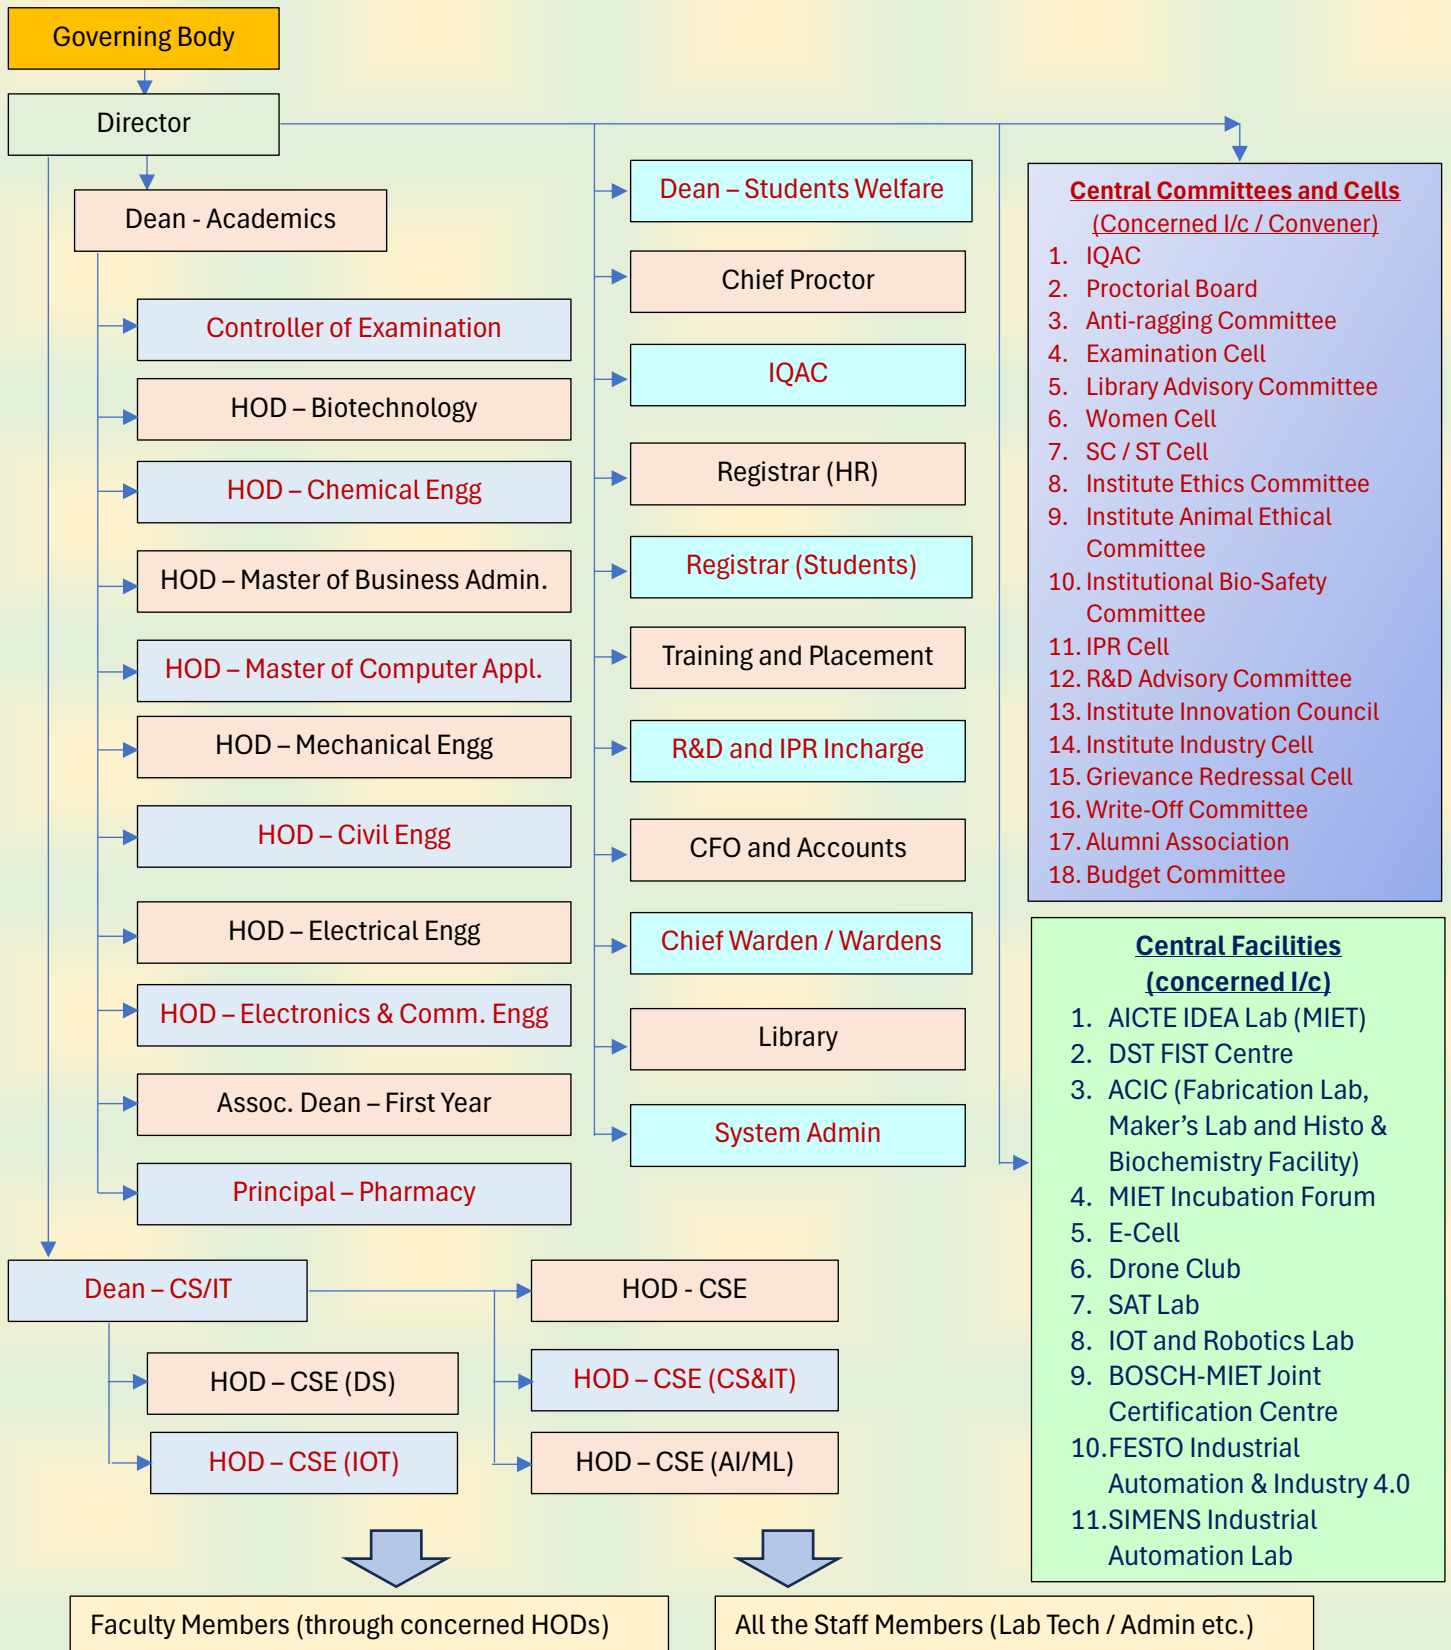 Governing Body
Director
Dean - Academics
Controller of Examination
HOD – Biotechnology
HOD – Chemical Engg
HOD – Master of Business Admin.
HOD – Master of Computer Appl.
HOD – Mechanical Engg
HOD – Civil Engg
HOD – Electrical Engg
HOD – Electronics & Comm. Engg
Assoc. Dean – First Year
Principal – Pharmacy
Dean – Students Welfare
Chief Proctor
IQAC
Registrar (HR)
Registrar (Students)
Training and Placement
R&D and IPR Incharge
CFO and Accounts
Chief Warden / Wardens
Library
System Admin
Central Committees and Cells
(Concerned I/c / Convener)
1. IQAC
2. Proctorial Board
3. Anti-ragging Committee
4. Examination Cell
5. Library Advisory Committee
6. Women Cell
7. SC / ST Cell
8. Institute Ethics Committee
9. Institute Animal Ethical
Committee
10. Institutional Bio-Safety
Committee
11. IPR Cell
12. R&D Advisory Committee
13. Institute Innovation Council
14. Institute Industry Cell
15. Grievance Redressal Cell
16. Write-Off Committee
17. Alumni Association
18. Budget Committee
Central Facilities
(concerned I/c)
1. AICTE IDEA Lab (MIET)
2. DST FIST Centre
3. ACIC (Fabrication Lab,
Maker's Lab and Histo &
Biochemistry Facility)
4. MIET Incubation Forum
5. E-Cell
6. Drone Club
7. SAT Lab
8. IOT and Robotics Lab
9. BOSCH-MIET Joint
Certification Centre
10.FESTO Industrial
Automation & Industry 4.0
11.SIMENS Industrial
Automation Lab
Dean – CS/IT
HOD - CSE
HOD – CSE (DS)
HOD – CSE (CS&IT)
HOD – CSE (IOT)
HOD – CSE (AI/ML)
Faculty Members (through concerned HODs)
All the Staff Members (Lab Tech / Admin etc.)